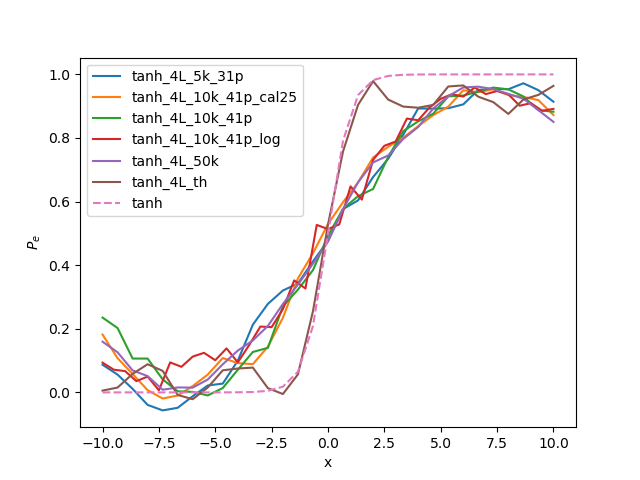 tanh_4L_5k_31p
tanh_4L_10k_41p_cal25
tanh_4L_10k_41p
tanh_4L_10k_41p_log
tanh_4L_50k
tanh_4L_th
tanh
1.0
0.8
0.6
0.4
0.2
0.0
P_e
−10.0 −7.5 −5.0 −2.5 0.0 2.5 5.0 7.5 10.0
x